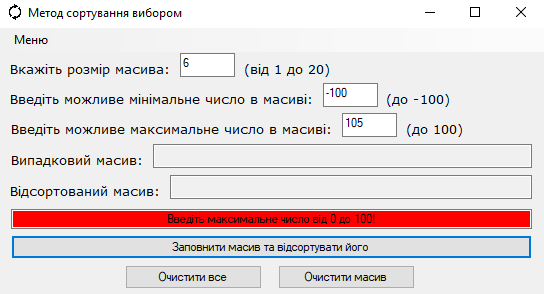 Метод сортування вибором
Меню
Вкажіть розмір масива: 6 (від 1 до 20)
Введіть можливе мінімальне число в масиві: -100 (до -100)
Введіть можливе максимальне число в масиві: 105 (до 100)
Випадковий масив:
Відсортований масив:
Введіть максимальне число від 0 до 100!
Заповнити масив та відсортувати його
Очистити все Очистити масив